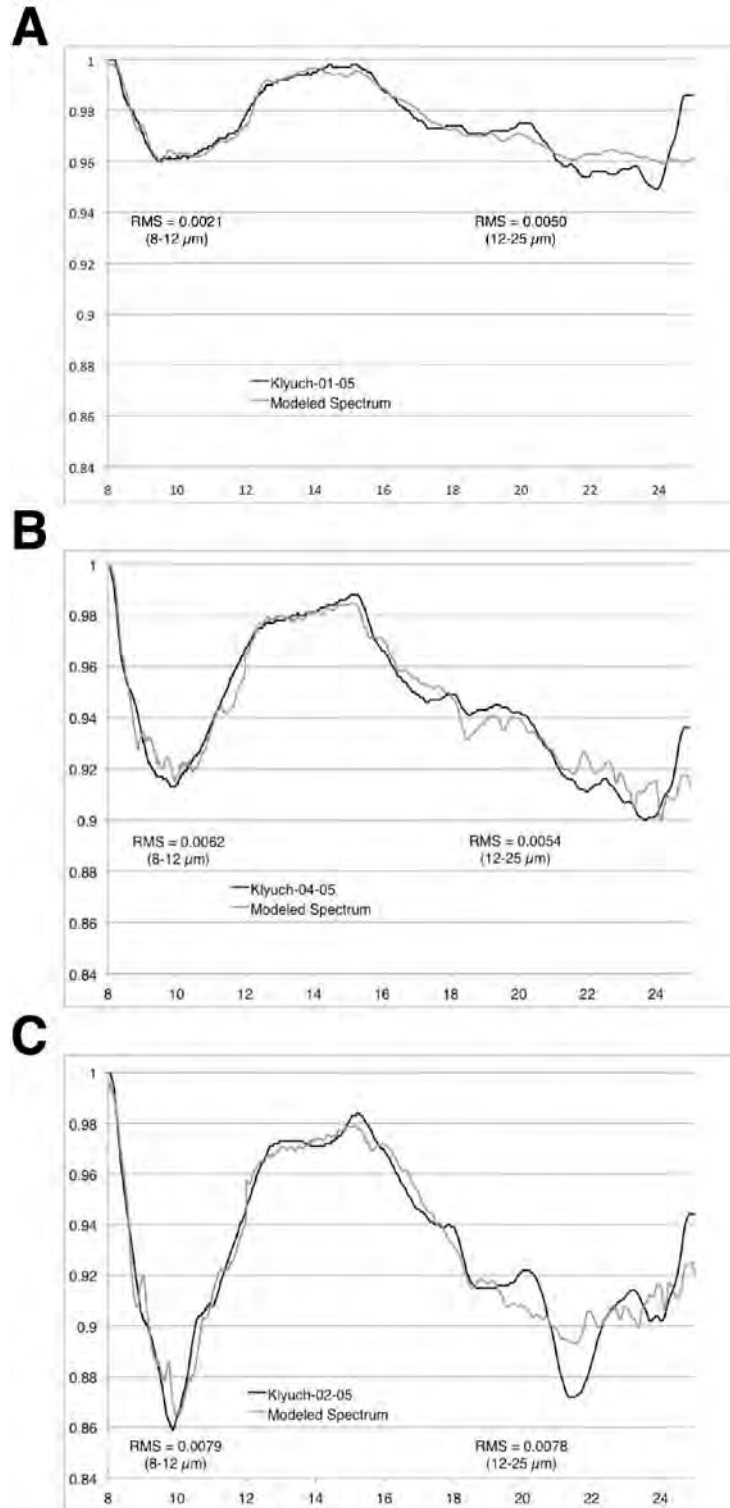 A
1
0.98
0.96
0.94
0.92
0.9
0.88
0.86
0.84
RMS = 0.0021
(8-12 µm)
RMS = 0.0050
(12-25 µm)
Klyuch-01-05
Modeled Spectrum
8 10 12 14 16 18 20 22 24
B
1
0.98
0.96
0.94
0.92
0.9
0.88
0.86
0.84
RMS = 0.0062
(8-12 µm)
RMS = 0.0054
(12-25 µm)
Klyuch-04-05
Modeled Spectrum
8 10 12 14 16 18 20 22 24
C
1
0.98
0.96
0.94
0.92
0.9
0.88
0.86
0.84
Klyuch-02-05
Modeled Spectrum
RMS = 0.0079
(8-12 µm)
RMS = 0.0078
(12-25 µm)
8 10 12 14 16 18 20 22 24